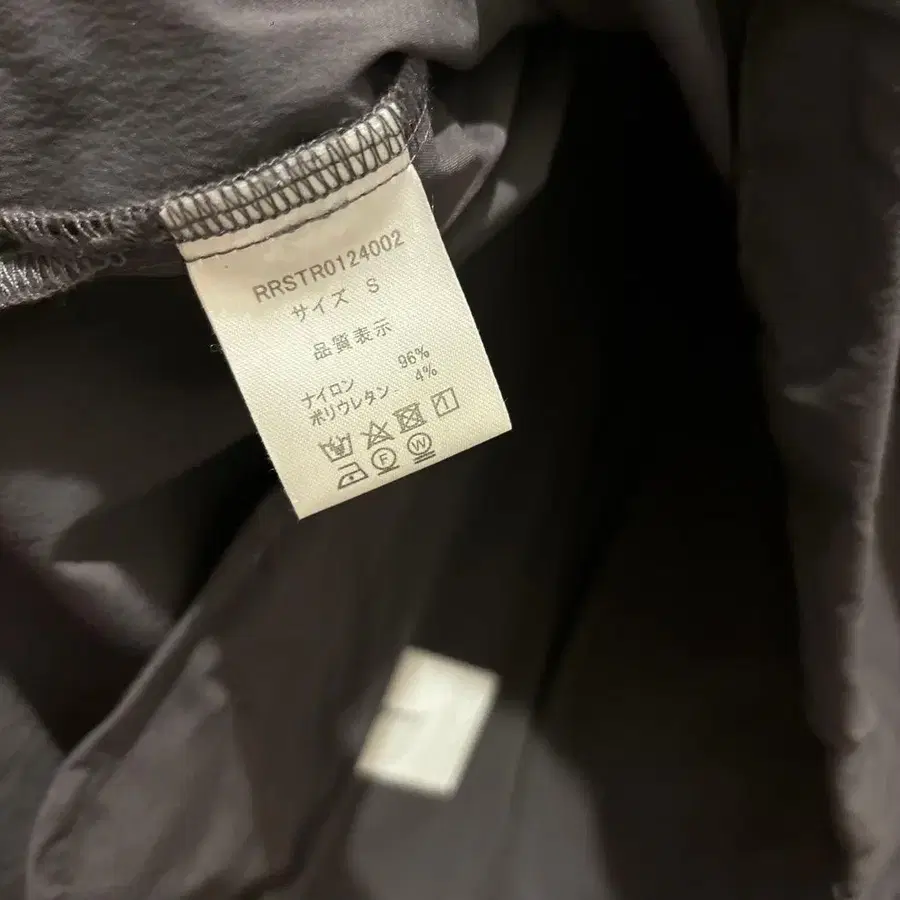 RRSTR0124002
サイズ S
品質表示
ナイロン 96%
ポリウレタン 4%
F W